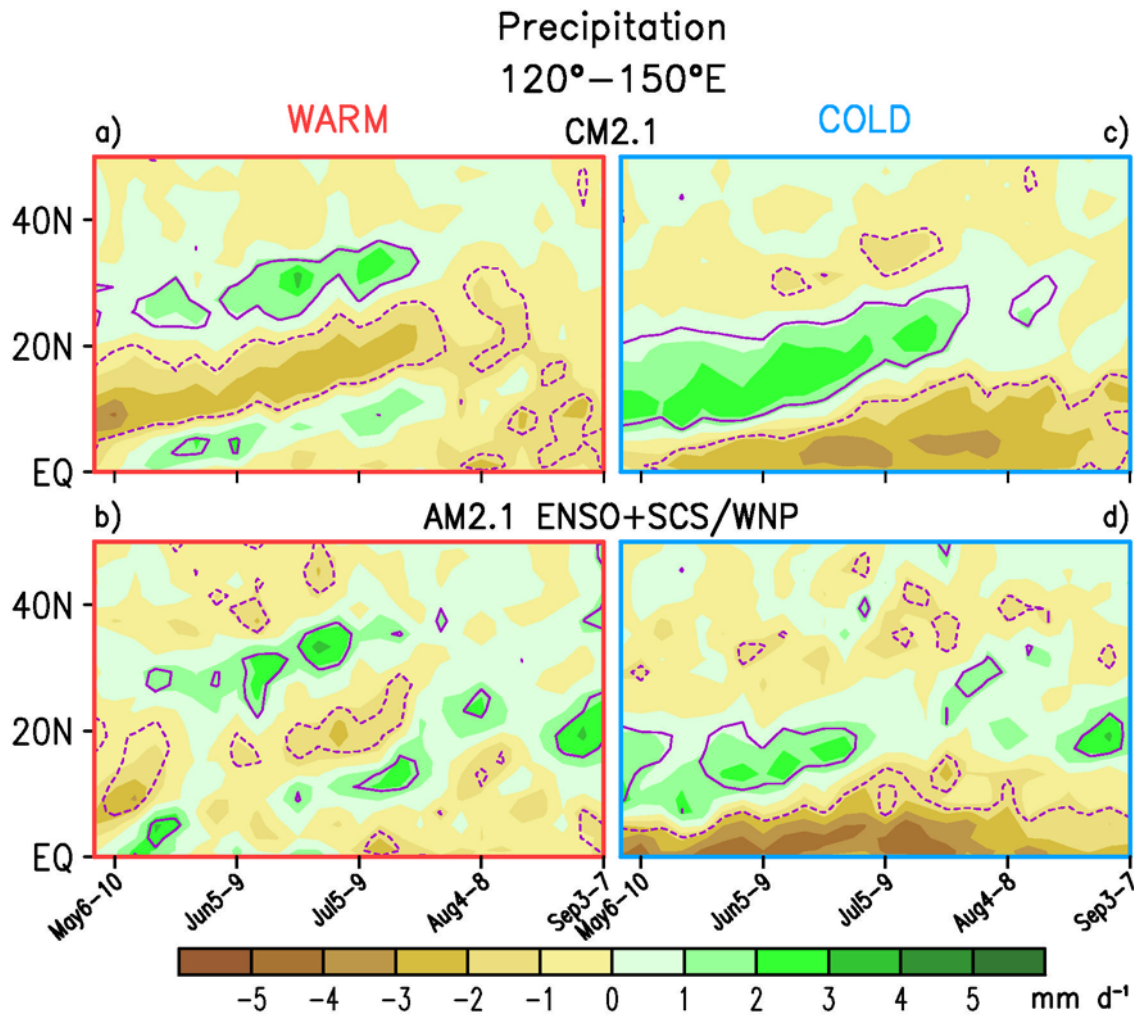 Precipitation
120°–150°E
WARM
COLD
a)
CM2.1
c)
40N
20N
EQ
b)
AM2.1 ENSO+SCS/WNP
d)
40N
20N
EQ
May6–10
Jun5–9
Jul5–9
Aug4–8
Sep3–7
May6–10
Jun5–9
Jul5–9
Aug4–8
Sep3–7
−5 −4 −3 −2 −1 0 1 2 3 4 5 mm d⁻¹